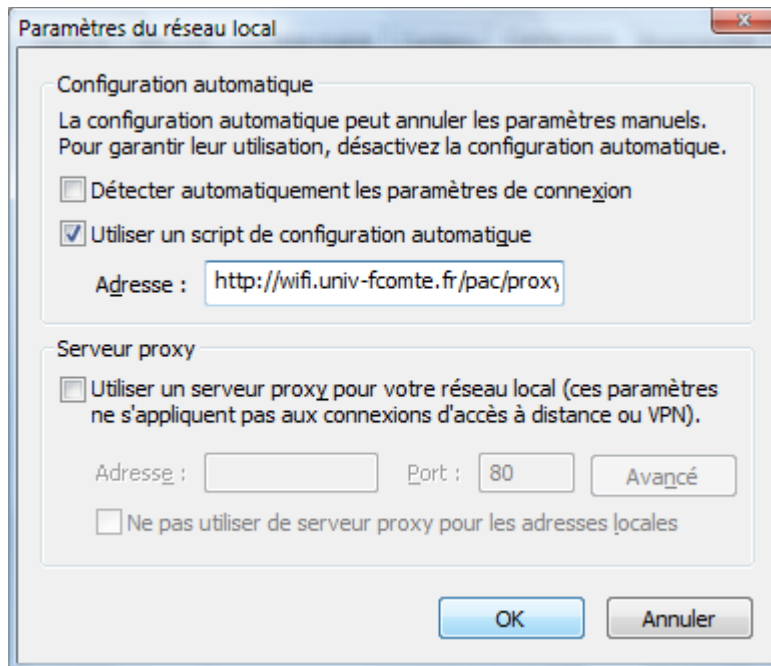 Paramètres du réseau local
Configuration automatique
La configuration automatique peut annuler les paramètres manuels.
Pour garantir leur utilisation, désactivez la configuration automatique.
Détecter automatiquement les paramètres de connexion
Utiliser un script de configuration automatique
Adresse : http://wifi.univ-fcomte.fr/pac/proxy
Serveur proxy
Utiliser un serveur proxy pour votre réseau local (ces paramètres
ne s'appliquent pas aux connexions d'accès à distance ou VPN).
Adresse : Port : 80 Avancé
Ne pas utiliser de serveur proxy pour les adresses locales
OK Annuler